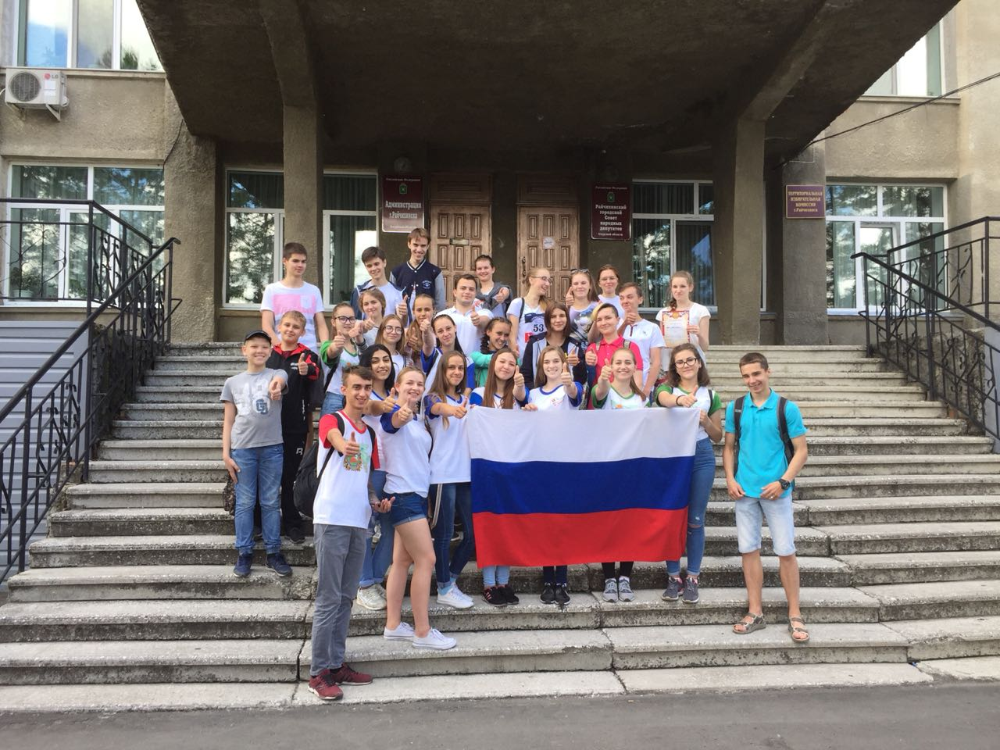 LG
Российская Федерация
Администрация
г.Райчихинска
Российская Федерация
Райчихинский
городской
Совет
народных
депутатов
Амурской области
ТЕРРИТОРИАЛЬНАЯ
ИЗБИРАТЕЛЬНАЯ
КОМИССИЯ
г.Райчихинска
53